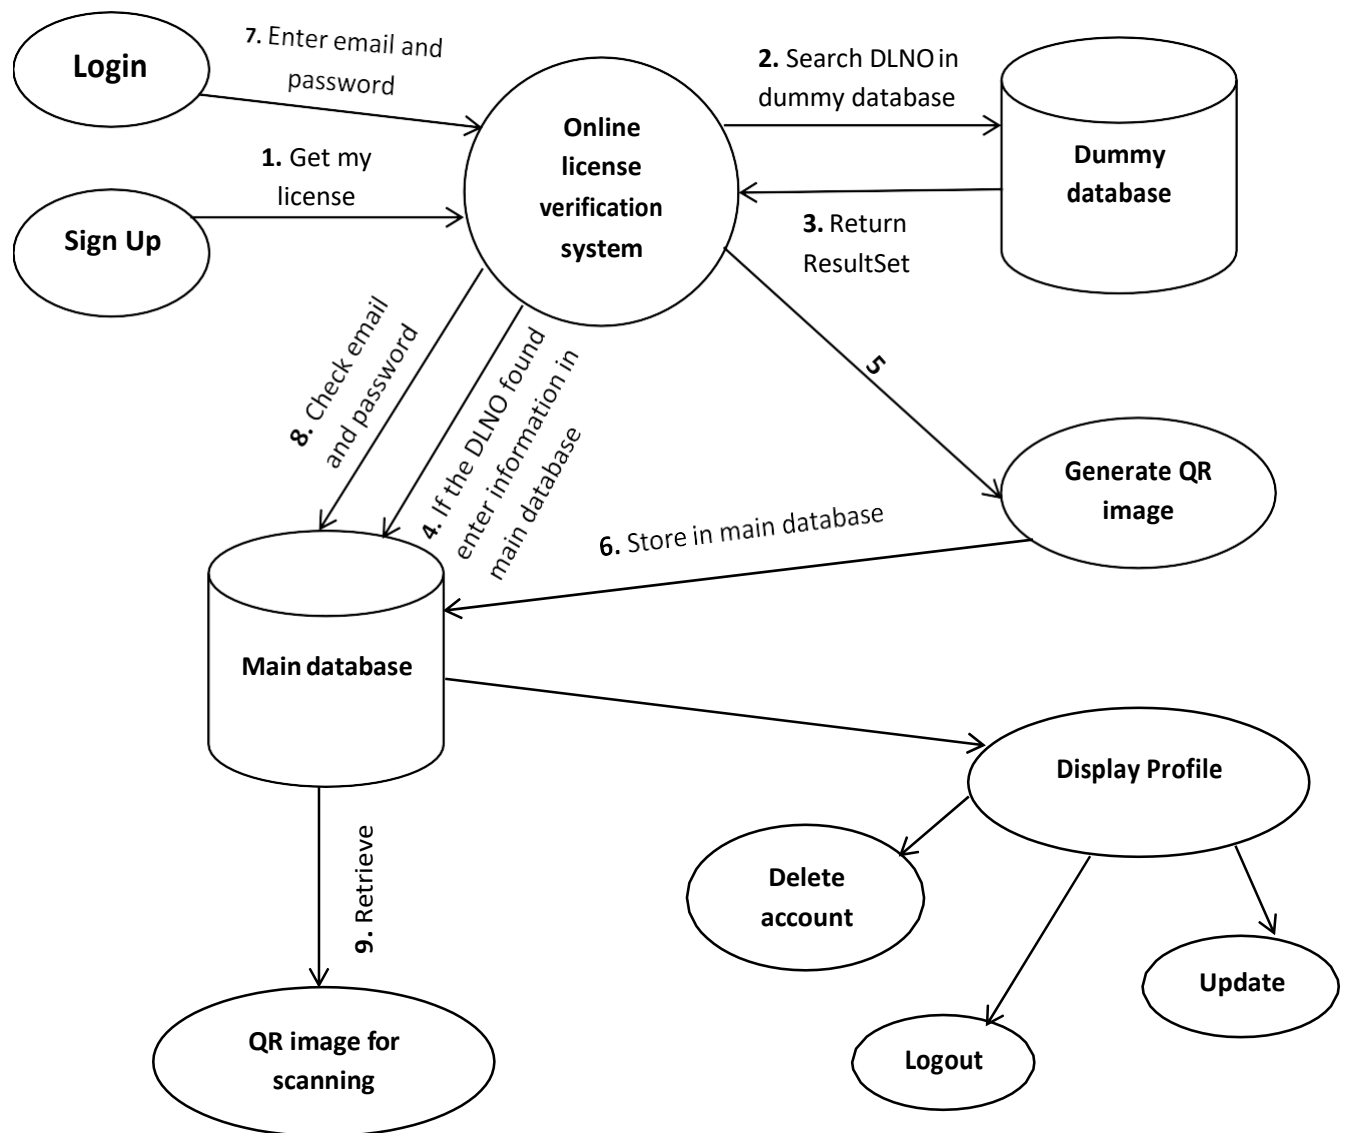 Login
7. Enter email and
password
1. Get my
license
Sign Up
Online
license
verification
system
2. Search DLNO in
dummy database
Dummy
database
3. Return
ResultSet
8. Check email
and password
4. If the DLNO found
enter information in
main database
5
Generate QR
image
6. Store in main database
Main database
Display Profile
Delete
account
Update
Logout
9. Retrieve
QR image for
scanning